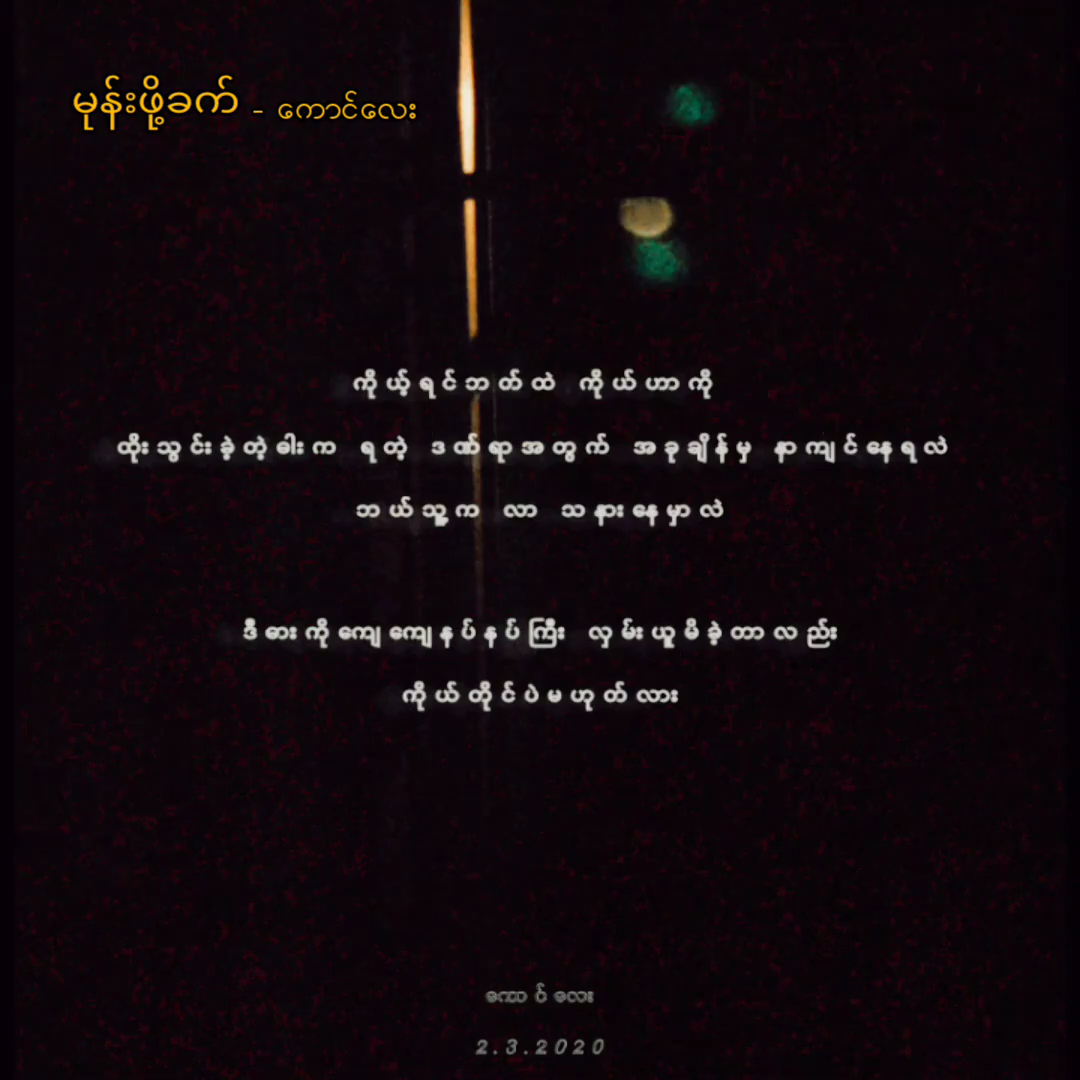 မုန်းဖို့ခက် - ကောင်လေး
ကိုယ့်ရင်ဘတ်ထဲ ကိုယ်ဟာကို
ထိုးသွင်းခဲ့တဲ့ဓါးက ရတဲ့ ဒဏ်ရာအတွက် အခုချိန်မှ နာကျင်နေရလဲ
ဘယ်သူ့က လာ သနားနေမှာလဲ
ဒီဓားကို ကျေကျေနပ်နပ်ကြီး လှမ်းယူမိခဲ့တာလည်း
ကိုယ်တိုင်ပဲမဟုတ်လား
ကောင်လေး
2.3.2020